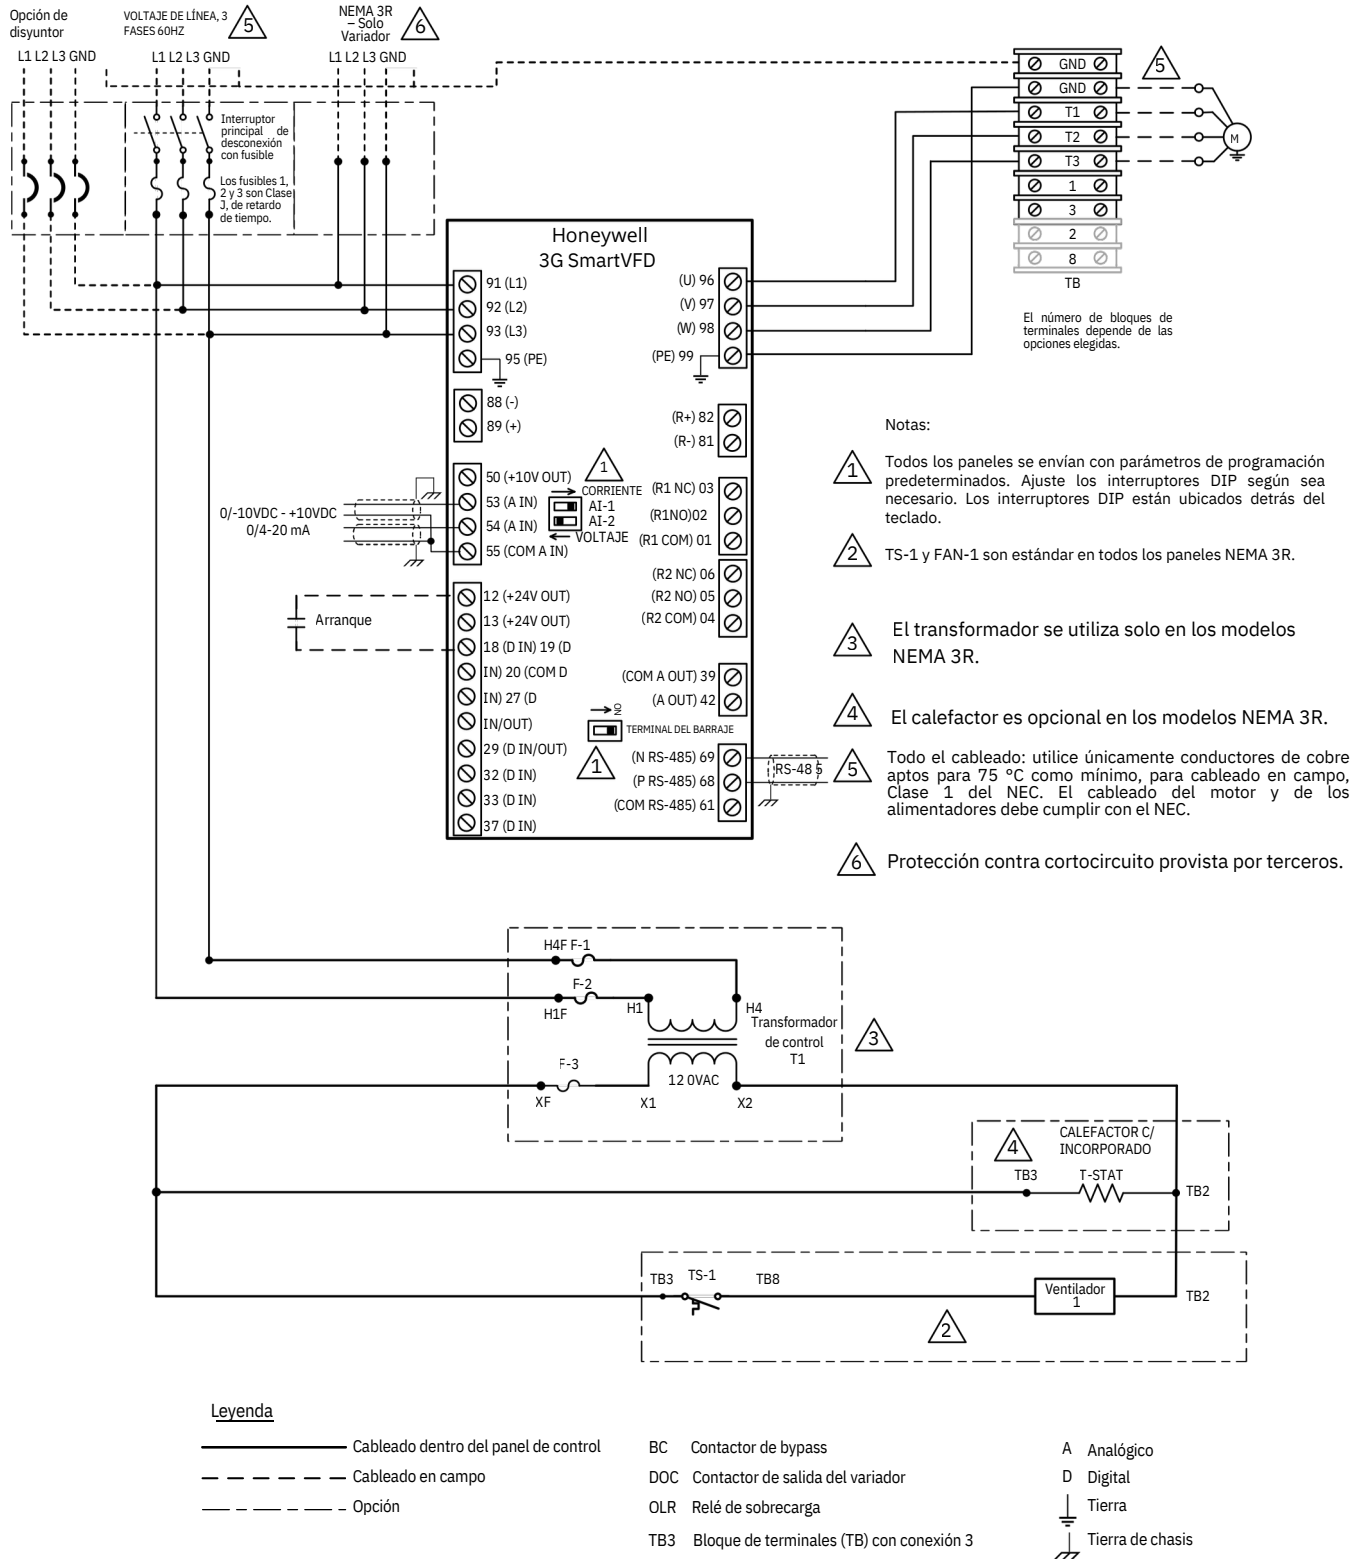 Opción de
disyuntor
L1 L2 L3 GND
VOLTAJE DE LÍNEA, 3
FASES 60HZ
5
L1 L2 L3 GND
NEMA 3R
– Solo
Variador
6
L1 L2 L3 GND
Interruptor
principal de
desconexión
con fusible
Los fusibles 1,
2 y 3 son Clase
J, de retardo
de tiempo.
GND
GND
T1
T2
T3
1
3
2
8
TB
5
M
El número de bloques de
terminales depende de las
opciones elegidas.
Honeywell
3G SmartVFD
91 (L1)
92 (L2)
93 (L3)
95 (PE)
88 (-)
89 (+)
50 (+10V OUT)
53 (A IN)
54 (A IN)
55 (COM A IN)
1
CORRIENTE
AI-1
AI-2
VOLTAJE
0/-10VDC - +10VDC
0/4-20 mA
Arranque
12 (+24V OUT)
13 (+24V OUT)
18 (D IN) 19 (D
IN) 20 (COM D
IN) 27 (D
IN/OUT)
29 (D IN/OUT)
32 (D IN)
33 (D IN)
37 (D IN)
(U) 96
(V) 97
(W) 98
(PE) 99
(R+) 82
(R-) 81
(R1 NC) 03
(R1NO)02
(R1 COM) 01
(R2 NC) 06
(R2 NO) 05
(R2 COM) 04
(COM A OUT) 39
(A OUT) 42
NO
TERMINAL DEL BARRAJE
1
(N RS-485) 69
(P RS-485) 68
(COM RS-485) 61
RS-48 5
Notas:
1
Todos los paneles se envían con parámetros de programación
predeterminados. Ajuste los interruptores DIP según sea
necesario. Los interruptores DIP están ubicados detrás del
teclado.
2
TS-1 y FAN-1 son estándar en todos los paneles NEMA 3R.
3
El transformador se utiliza solo en los modelos
NEMA 3R.
4
El calefactor es opcional en los modelos NEMA 3R.
5
Todo el cableado: utilice únicamente conductores de cobre
aptos para 75 °C como mínimo, para cableado en campo,
Clase 1 del NEC. El cableado del motor y de los
alimentadores debe cumplir con el NEC.
6
Protección contra cortocircuito provista por terceros.
H4F F-1
F-2
H1F
H1
H4
Transformador
de control
T1
3
F-3
12 0VAC
XF
X1
X2
4
CALEFACTOR C/
INCORPORADO
TB3
T-STAT
TB2
TB3
TS-1
TB8
Ventilador
1
TB2
2
Leyenda
Cableado dentro del panel de control
Cableado en campo
Opción
BC Contactor de bypass
DOC Contactor de salida del variador
OLR Relé de sobrecarga
TB3 Bloque de terminales (TB) con conexión 3
A Analógico
D Digital
Tierra
Tierra de chasis